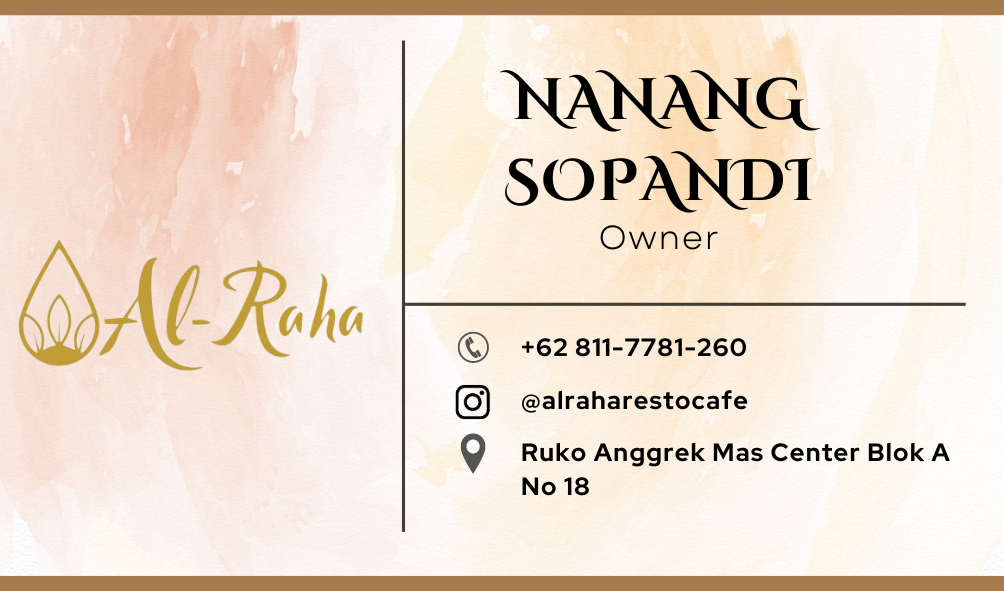 Al-Raha
NANANG
SOPANDI
Owner
+62 811-7781-260
@alraharestocafe
Ruko Anggrek Mas Center Blok A
No 18